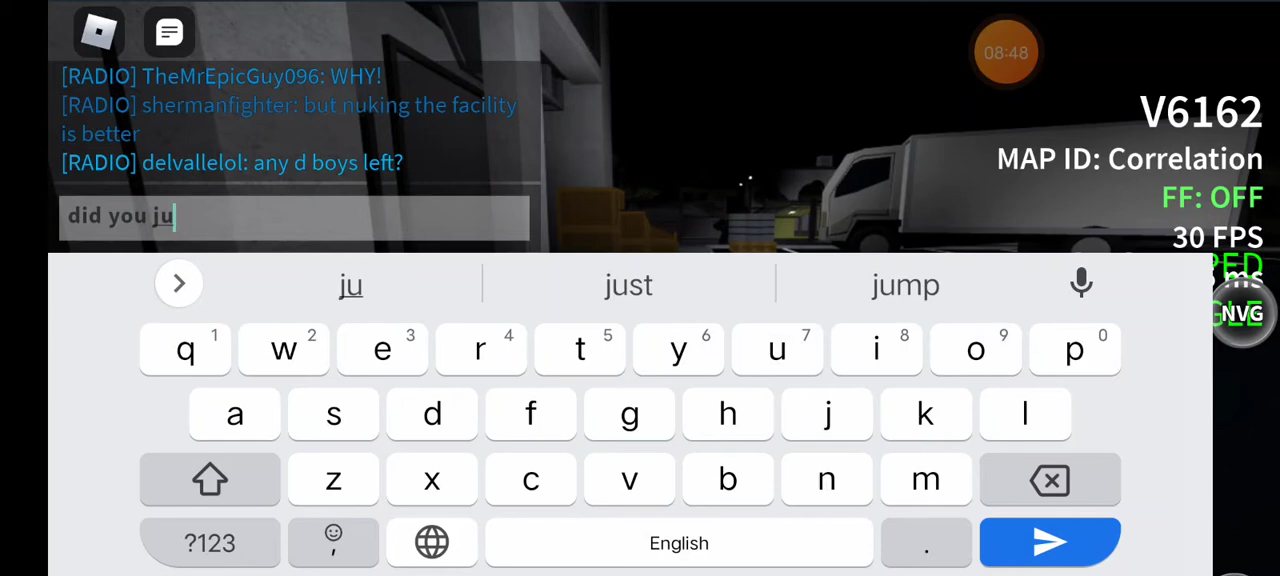 [RADIO] TheMrEpicGuy096: WHY!
[RADIO] shermanfighter: but nuking the facility
is better
[RADIO] delvallelol: any d boys left?
did you ju
08:48
V6162
MAP ID: Correlation
FF: OFF
30 FPS
ms
NVG
ju just jump
q 1 w 2 e 3 r 4 t 5 y 6 u 7 i 8 o 9 p 0
a s d f g h j k l
z x c v b n m
?123 , English .